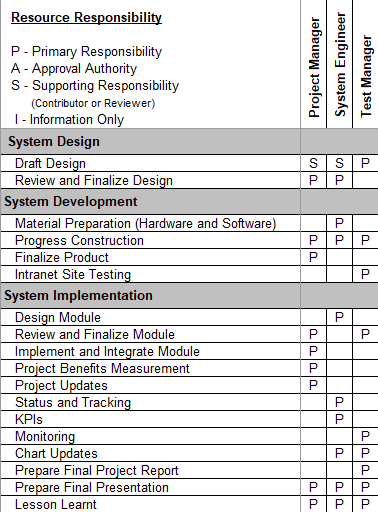 Resource Responsibility
P - Primary Responsibility
A - Approval Authority
S - Supporting Responsibility
(Contributor or Reviewer)
I - Information Only
Project Manager
System Engineer
Test Manager
System Design
Draft Design S S P
Review and Finalize Design P P
System Development
Material Preparation (Hardware and Software) P
Progress Construction P P P
Finalize Product P
Intranet Site Testing P
System Implementation
Design Module P
Review and Finalize Module P P
Implement and Integrate Module P
Project Benefits Measurement P
Project Updates P
Status and Tracking P
KPIs P
Monitoring P
Chart Updates P P
Prepare Final Project Report P
Prepare Final Presentation P P P
Lesson Learnt P P P